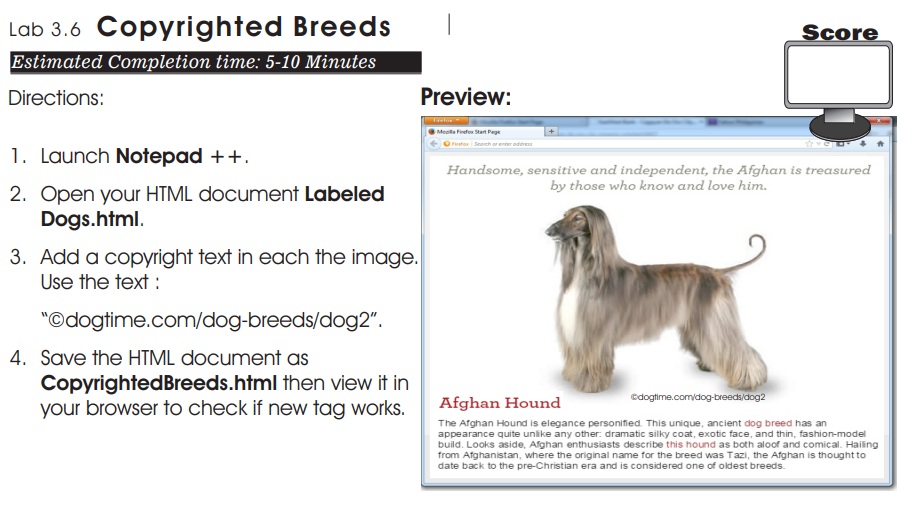 Lab 3.6 Copyrighted Breeds
Score
Estimated Completion time: 5-10 Minutes
Directions:
1. Launch Notepad ++.
2. Open your HTML document Labeled
Dogs.html.
3. Add a copyright text in each the image.
Use the text :
“©dogtime.com/dog-breeds/dog2”.
4. Save the HTML document as
CopyrightedBreeds.html then view it in
your browser to check if new tag works.
Preview:
Firefox
Mozilla Firefox Start Page
Firefox Search or enter address
Handsome, sensitive and independent, the Afghan is treasured
by those who know and love him.
©dogtime.com/dog-breeds/dog2
Afghan Hound
The Afghan Hound is elegance personified. This unique, ancient dog breed has an
appearance quite unlike any other: dramatic silky coat, exotic face, and thin, fashion-model
build. Looks aside, Afghan enthusiasts describe this hound as both aloof and comical. Hailing
from Afghanistan, where the original name for the breed was Tazi, the Afghan is thought to
date back to the pre-Christian era and is considered one of oldest breeds.